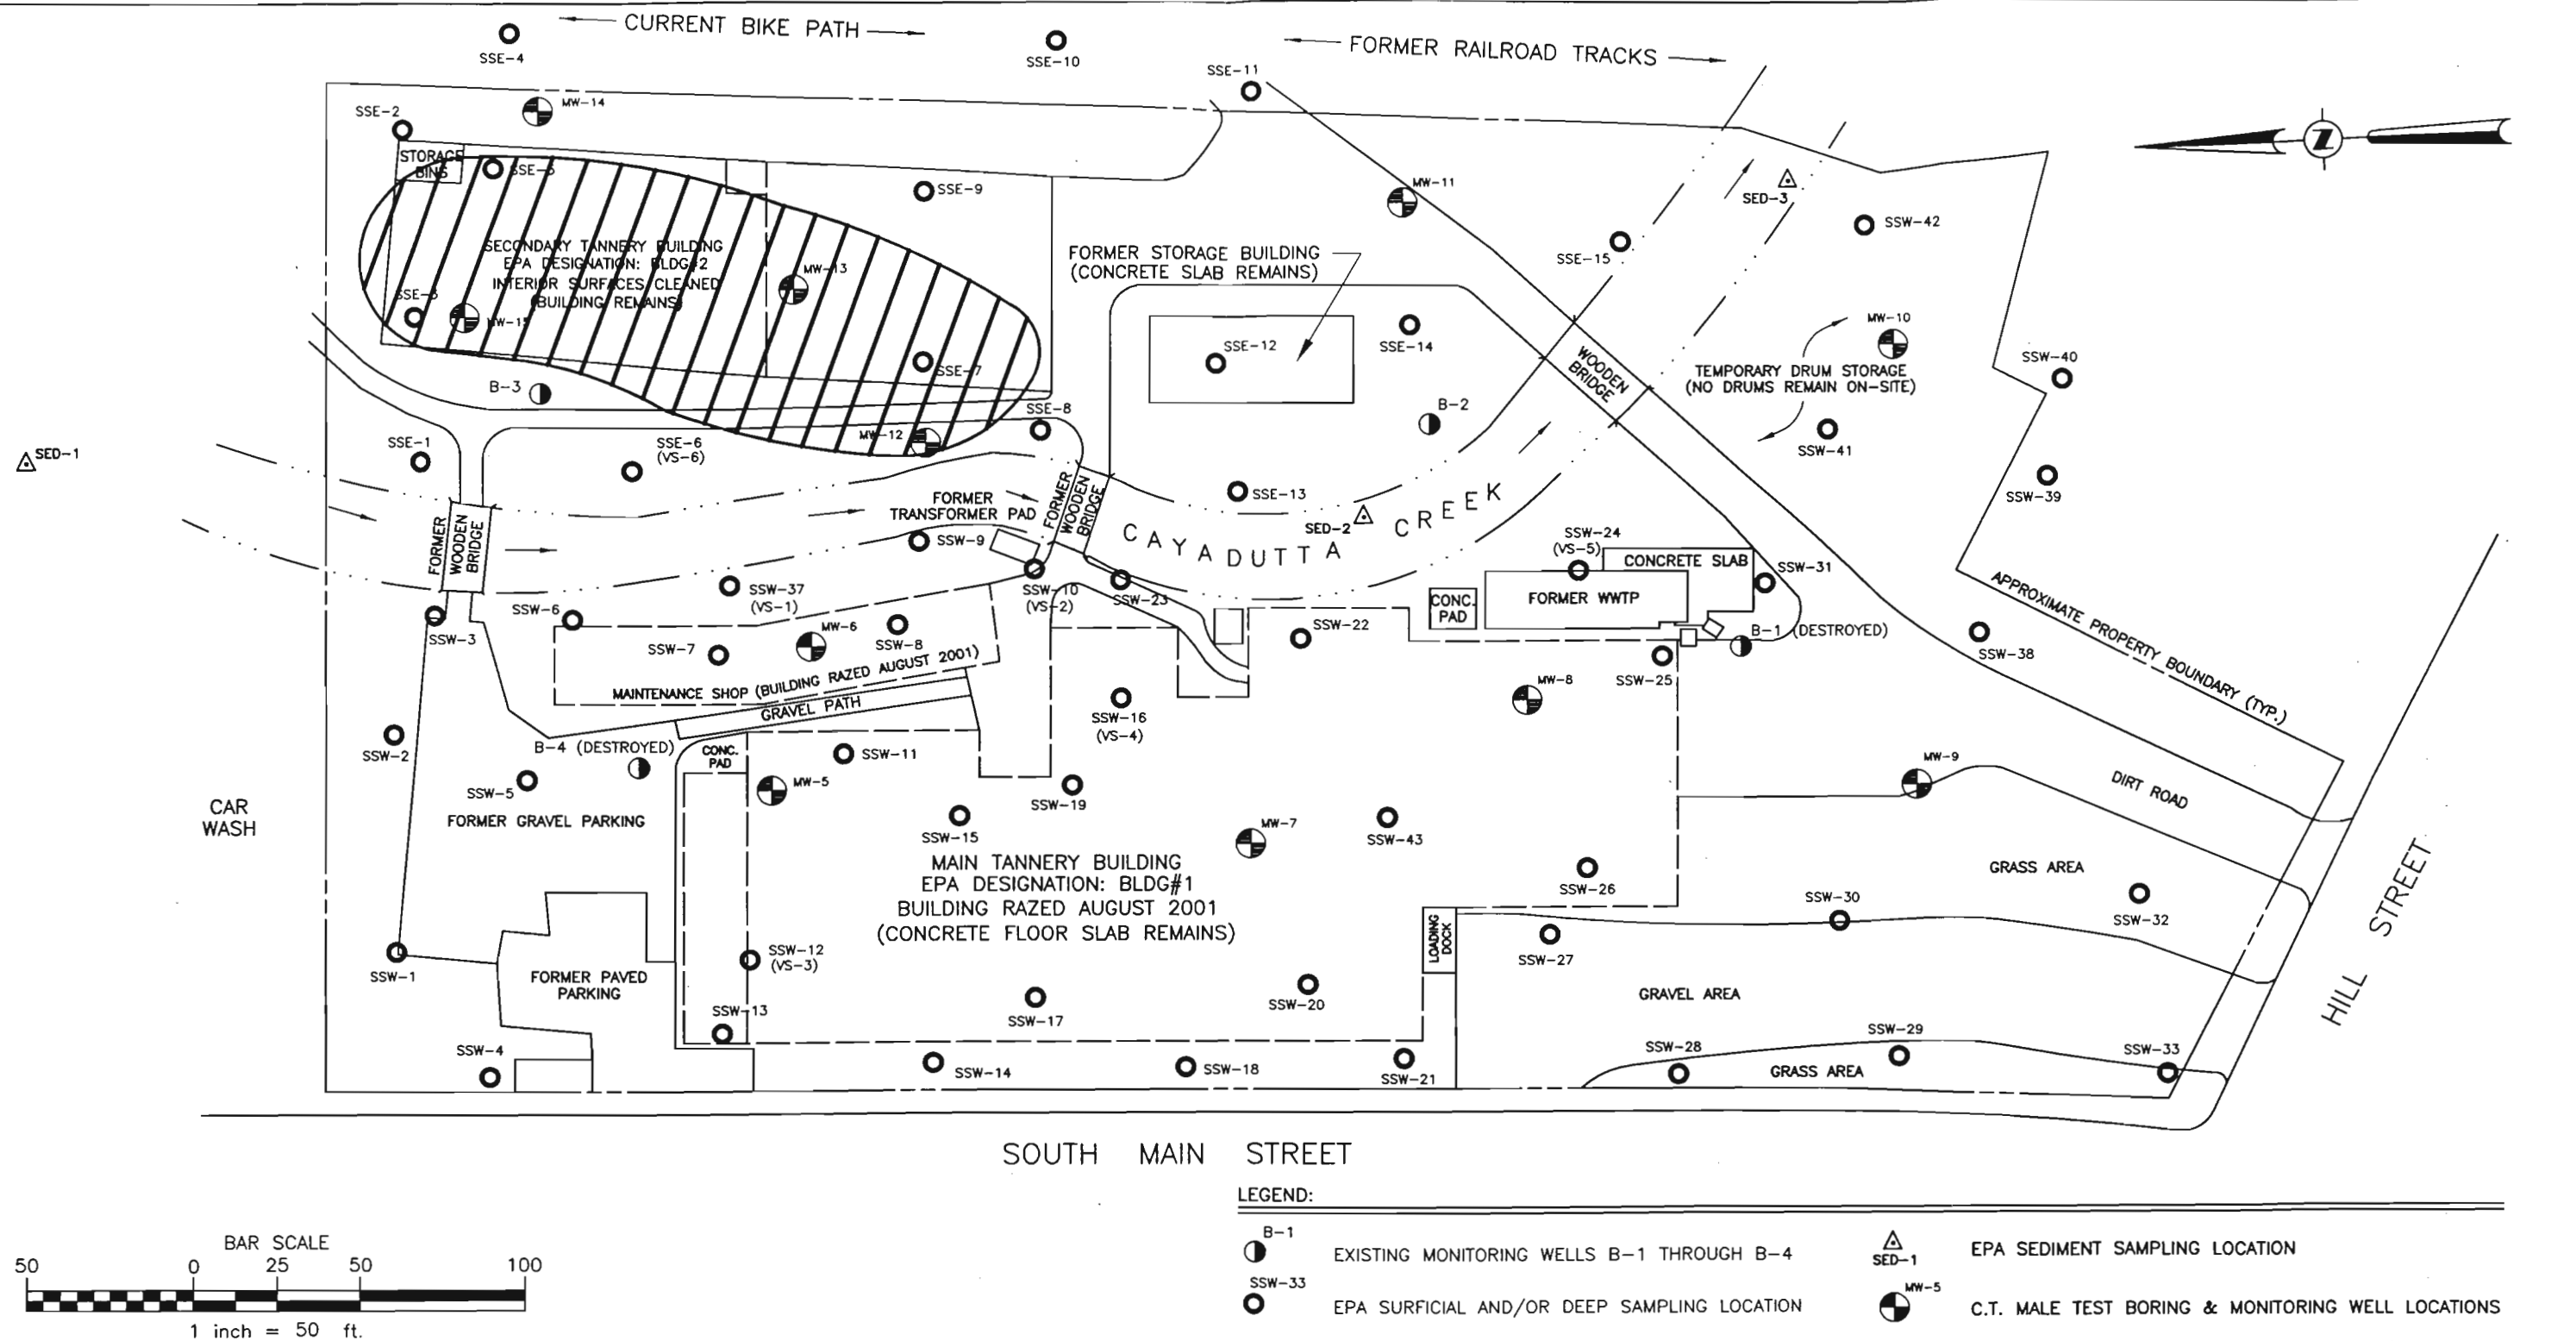 CURRENT BIKE PATH
FORMER RAILROAD TRACKS
SSE-4
SSE-10
SSE-11
SSE-2
MW-14
STORAGE
BINS
SSE-5
SSE-9
MW-11
SED-3
SSW-42
Z
SECONDARY TANNERY BUILDING
EPA DESIGNATION: BLDG#2
INTERIOR SURFACES CLEANED
(BUILDING REMAINS)
MW-13
MW-15
FORMER STORAGE BUILDING
(CONCRETE SLAB REMAINS)
SSE-15
SSE-12
SSE-14
WOODEN
BRIDGE
MW-10
TEMPORARY DRUM STORAGE
(NO DRUMS REMAIN ON-SITE)
SSW-40
SSE-7
B-3
SSE-8
B-2
SSW-41
SED-1
SSE-1
SSE-6
(VS-6)
MW-12
SSW-39
FORMER
TRANSFORMER PAD
FORMER
WOODEN
BRIDGE
SSE-13
SED-2
CAYADUTTA CREEK
FORMER
WOODEN
BRIDGE
SSW-9
SSW-24
(VS-5)
CONCRETE SLAB
SSW-31
SSW-37
(VS-1)
SSW-10
(VS-2)
SSW-23
CONC.
PAD
FORMER WWTP
APPROXIMATE PROPERTY BOUNDARY (TYP.)
SSW-6
SSW-3
MW-6
SSW-8
SSW-7
SSW-22
B-1 (DESTROYED)
SSW-38
MAINTENANCE SHOP (BUILDING RAZED AUGUST 2001)
GRAVEL PATH
MW-8
SSW-25
SSW-16
(VS-4)
SSW-2
B-4 (DESTROYED)
CONC.
PAD
SSW-11
MW-9
SSW-5
MW-5
SSW-19
DIRT ROAD
CAR
WASH
FORMER GRAVEL PARKING
SSW-15
MW-7
SSW-43
MAIN TANNERY BUILDING
EPA DESIGNATION: BLDG#1
BUILDING RAZED AUGUST 2001
(CONCRETE FLOOR SLAB REMAINS)
SSW-26
GRASS AREA
SSW-30
SSW-32
HILL STREET
LOADING
DOCK
SSW-1
SSW-12
(VS-3)
SSW-27
FORMER PAVED
PARKING
SSW-13
SSW-17
SSW-20
GRAVEL AREA
SSW-4
SSW-14
SSW-18
SSW-21
SSW-28
SSW-29
GRASS AREA
SSW-33
SOUTH MAIN STREET
LEGEND:
B-1
EXISTING MONITORING WELLS B-1 THROUGH B-4
SSW-33
EPA SURFICIAL AND/OR DEEP SAMPLING LOCATION
SED-1
EPA SEDIMENT SAMPLING LOCATION
MW-5
C.T. MALE TEST BORING & MONITORING WELL LOCATIONS
BAR SCALE
50 0 25 50 100
1 inch = 50 ft.